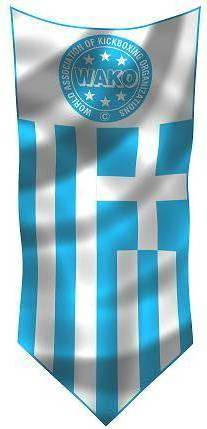 WORLD ASSOCIATION OF KICKBOXING ORGANIZATIONS
WAKO
©